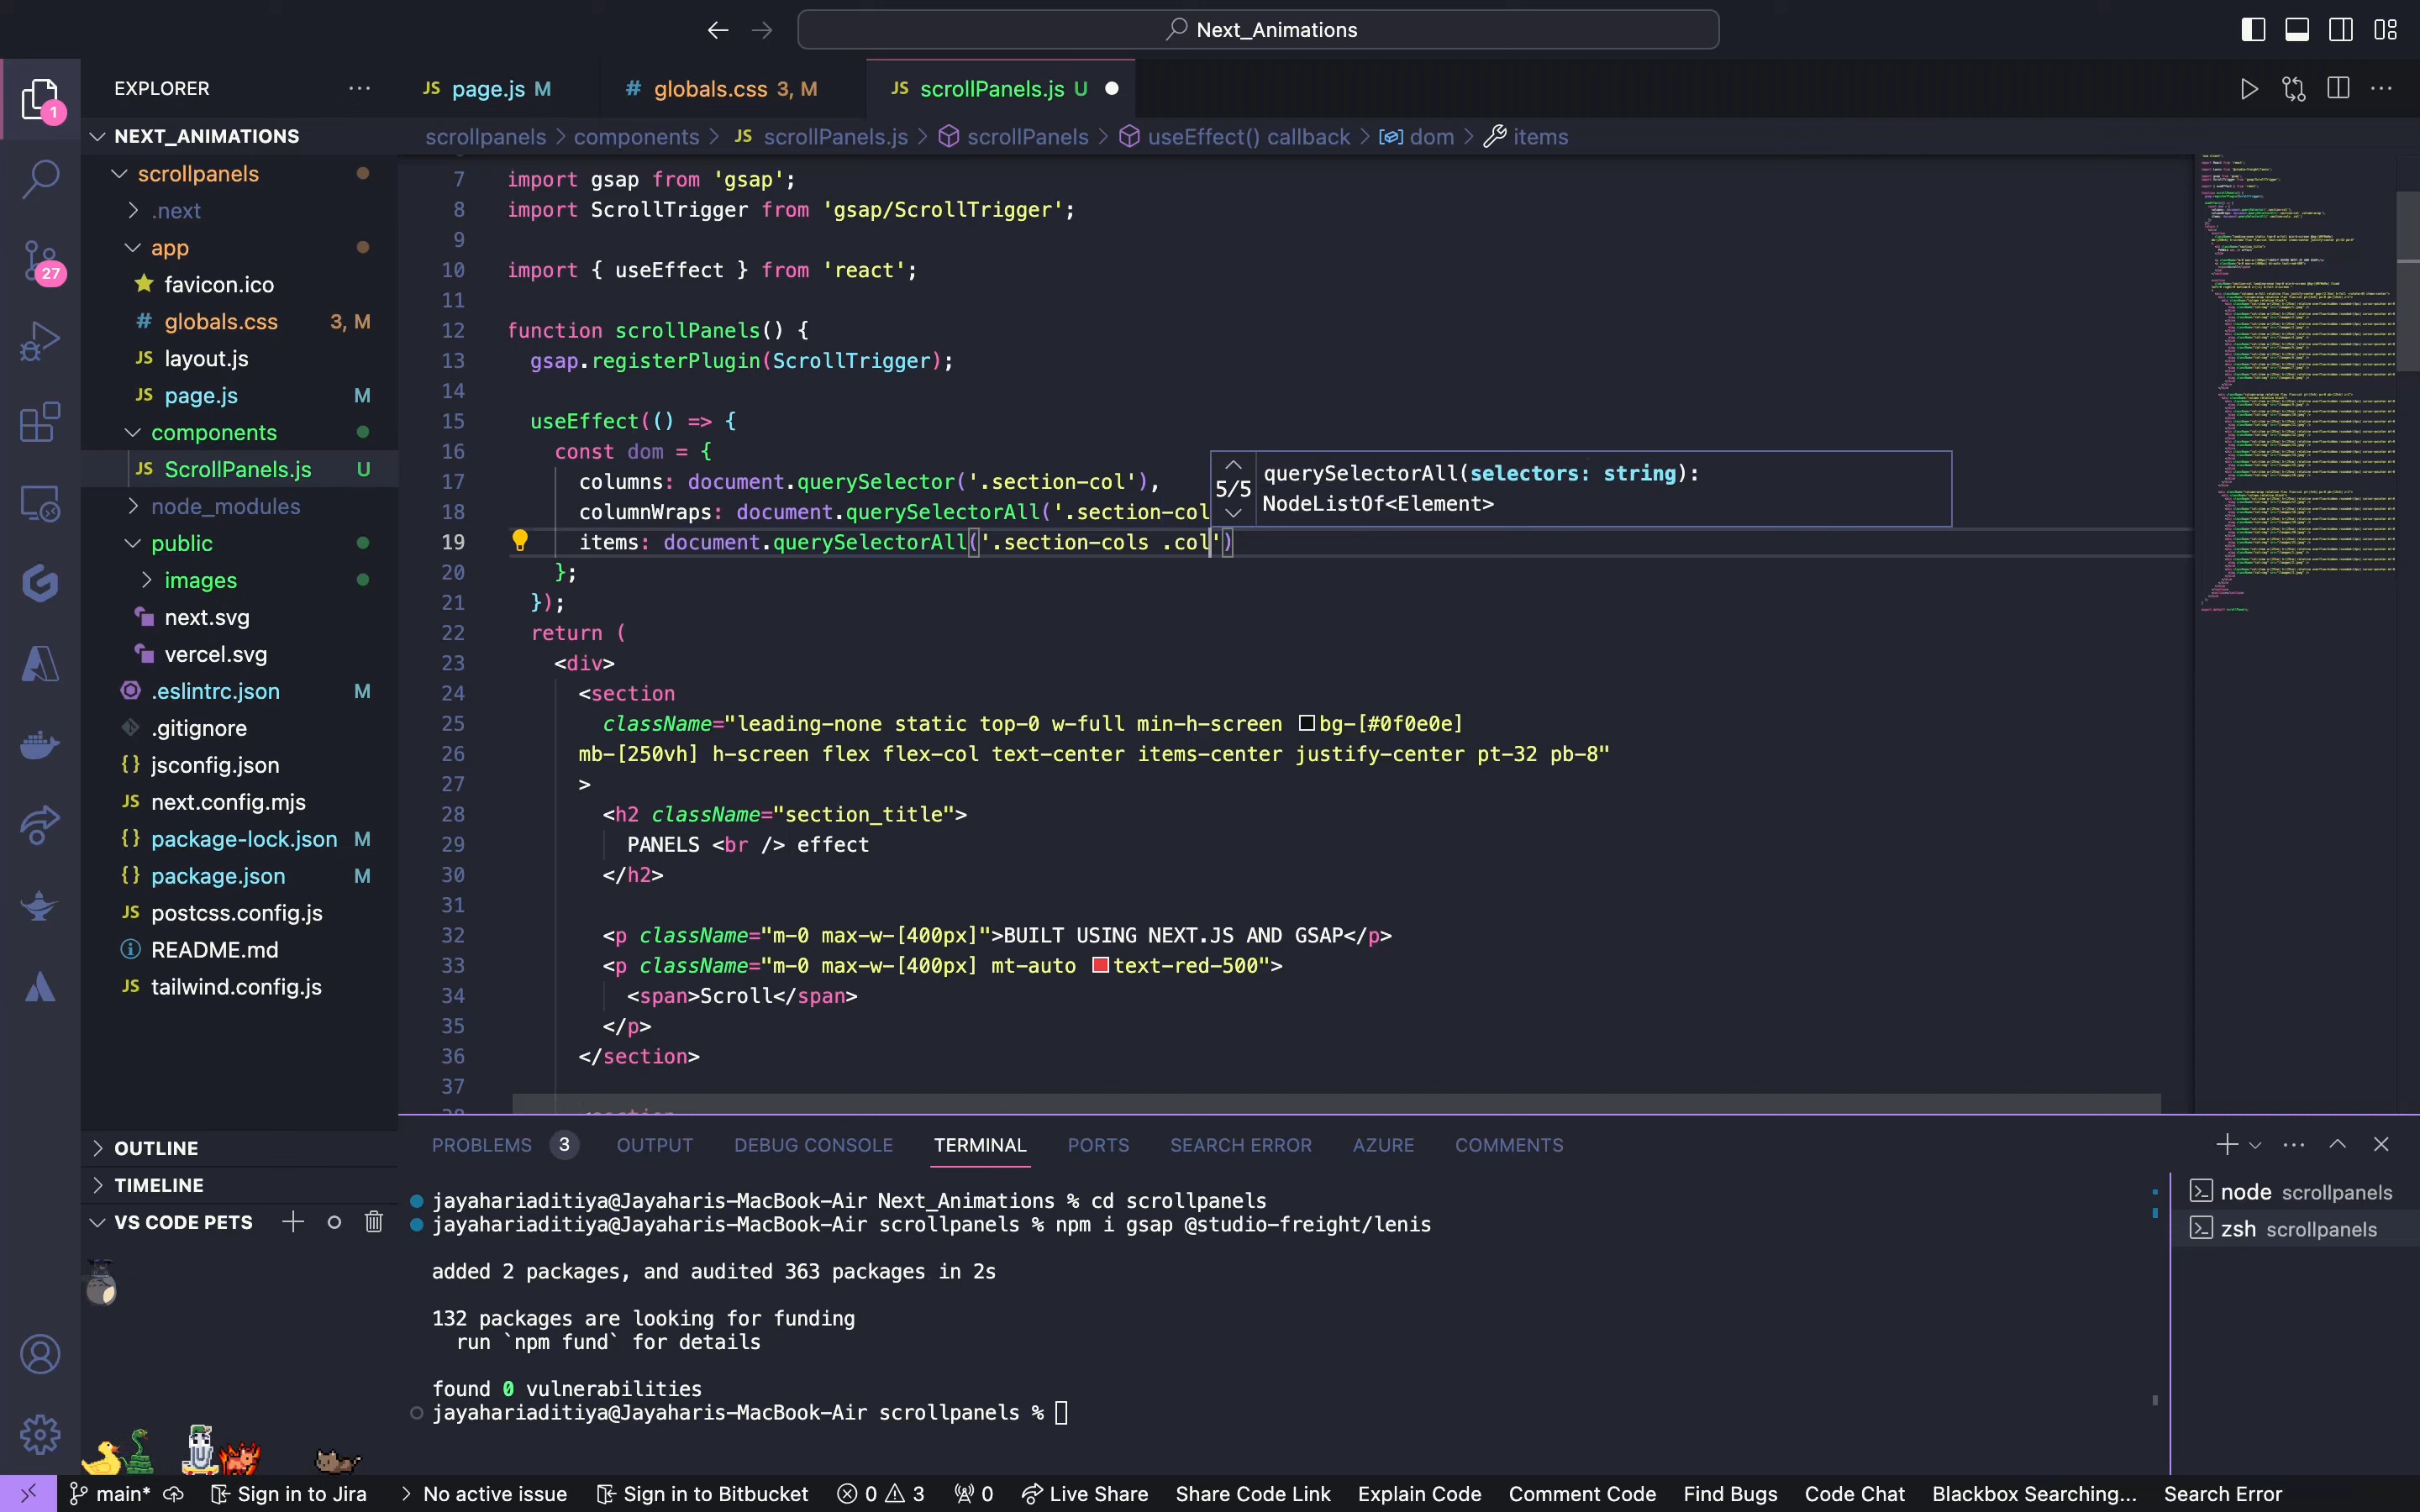 Next_Animations
EXPLORER
NEXT_ANIMATIONS
scrollpanels
.next
app
favicon.ico
globals.css 3, M
layout.js
page.js M
components
JS ScrollPanels.js U
node_modules
public
images
next.svg
vercel.svg
.eslintrc.json M
.gitignore
{} jsconfig.json
JS next.config.mjs
{} package-lock.json M
{} package.json M
JS postcss.config.js
README.md
JS tailwind.config.js
OUTLINE
TIMELINE
VS CODE PETS
1
27
JS page.js M
# globals.css 3, M
JS scrollPanels.js U
scrollpanels > components > JS scrollPanels.js > scrollPanels > useEffect() callback > dom > items
7 import gsap from 'gsap';
8 import ScrollTrigger from 'gsap/ScrollTrigger';
9
10 import { useEffect } from 'react';
11
12 function scrollPanels() {
13 gsap.registerPlugin(ScrollTrigger);
14
15 useEffect(() => {
16 const dom = {
17 columns: document.querySelector('.section-col'),
18 columnWraps: document.querySelectorAll('.section-col
19 items: document.querySelectorAll('.section-cols .col')
20 };
21 });
22 return (
23 <div>
24 <section
25 className="leading-none static top-0 w-full min-h-screen bg-[#0f0e0e]
26 mb-[250vh] h-screen flex flex-col text-center items-center justify-center pt-32 pb-8"
27 >
28 <h2 className="section_title">
29 PANELS <br /> effect
30 </h2>
31
32 <p className="m-0 max-w-[400px]">BUILT USING NEXT.JS AND GSAP</p>
33 <p className="m-0 max-w-[400px] mt-auto text-red-500">
34 <span>Scroll</span>
35 </p>
36 </section>
37
5/5 querySelectorAll(selectors: string):
NodeListOf<Element>
PROBLEMS 3 OUTPUT DEBUG CONSOLE TERMINAL PORTS SEARCH ERROR AZURE COMMENTS
jayahariaditiya@Jayaharis-MacBook-Air Next_Animations % cd scrollpanels
jayahariaditiya@Jayaharis-MacBook-Air scrollpanels % npm i gsap @studio-freight/lenis
added 2 packages, and audited 363 packages in 2s
132 packages are looking for funding
run `npm fund` for details
found 0 vulnerabilities
jayahariaditiya@Jayaharis-MacBook-Air scrollpanels %
node scrollpanels
zsh scrollpanels
main* Sign in to Jira > No active issue Sign in to Bitbucket 0 3 0 Live Share Share Code Link Explain Code Comment Code Find Bugs Code Chat Blackbox Searching... Search Error